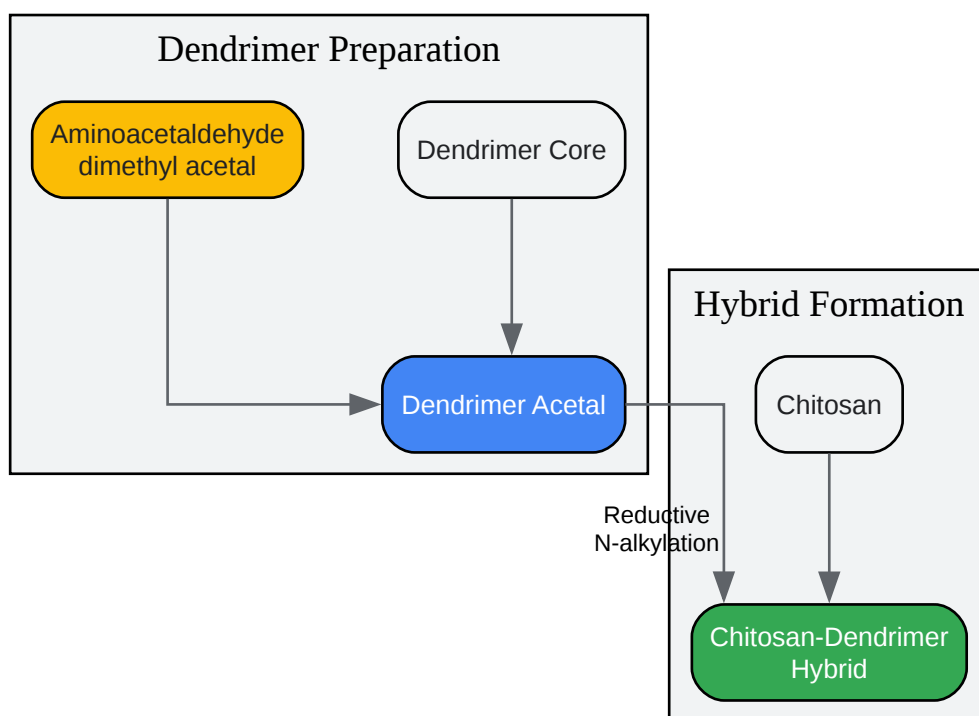 Dendrimer Preparation
Aminoacetaldehyde
dimethyl acetal
Dendrimer Core
Hybrid Formation
Dendrimer Acetal
Chitosan
Reductive
N-alkylation
Chitosan-Dendrimer
Hybrid